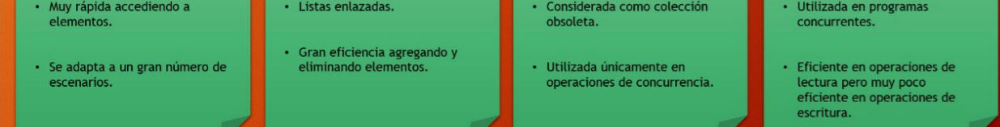 • Muy rápida accediendo a
elementos.
• Se adapta a un gran número de
escenarios.
• Listas enlazadas.
• Gran eficiencia agregando y
eliminando elementos.
• Considerada como colección
obsoleta.
• Utilizada únicamente en
operaciones de concurrencia.
• Utilizada en programas
concurrentes.
• Eficiente en operaciones de
lectura pero muy poco
eficiente en operaciones de
escritura.